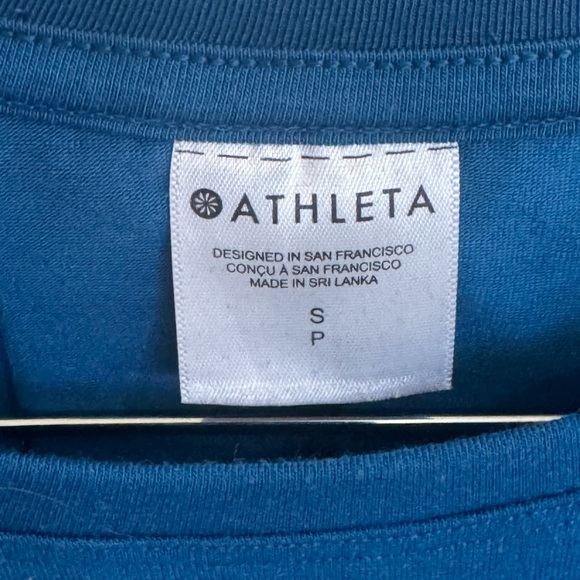 ATHLETA
DESIGNED IN SAN FRANCISCO
CONÇU À SAN FRANCISCO
MADE IN SRI LANKA
S
P